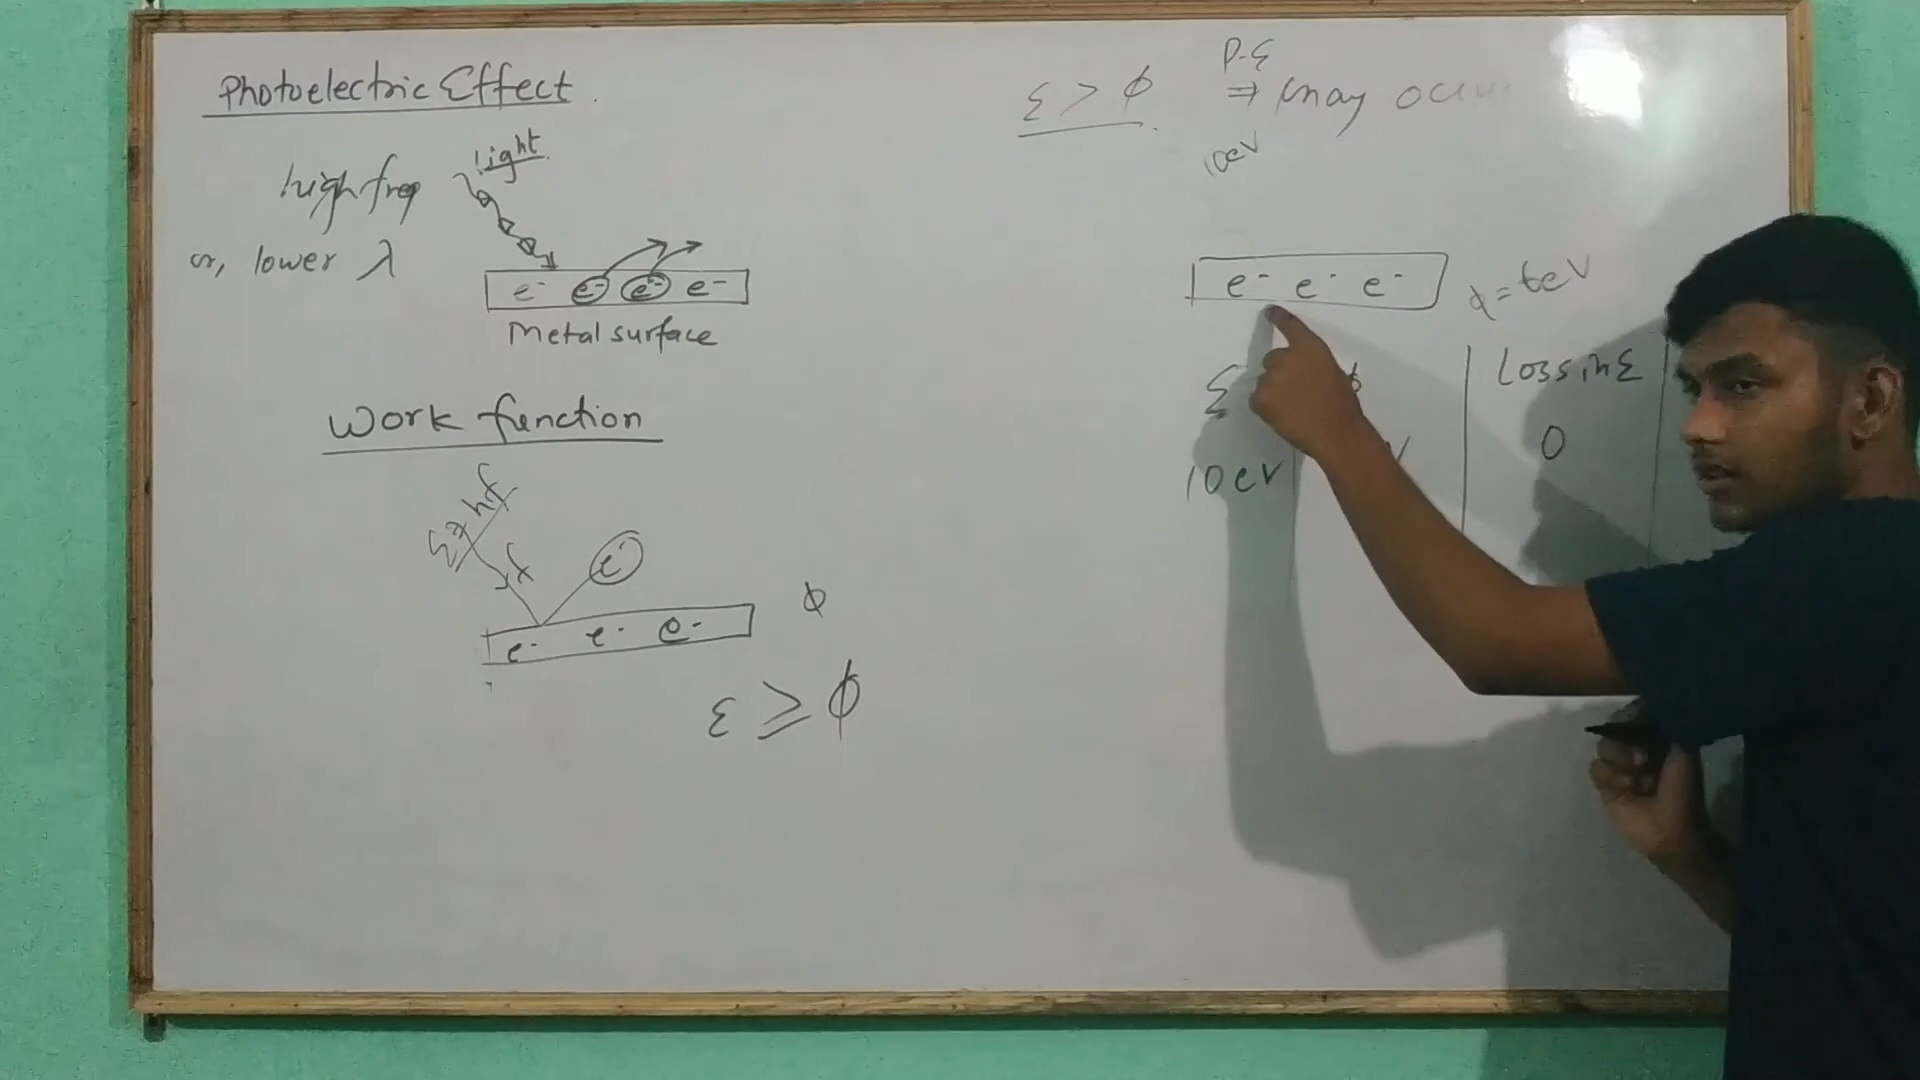 Photoelectric Effect.
high freq
light
or, lower λ
e- e- e- e-
Metal surface
Work function
E = hf
f
e-
e- e- e-
ϕ
E ≥ ϕ
E > ϕ
P.E
⇒ may occur
10eV
e- e- e-
ϕ = 6eV
E
ϕ
Loss in E
10eV
V
0